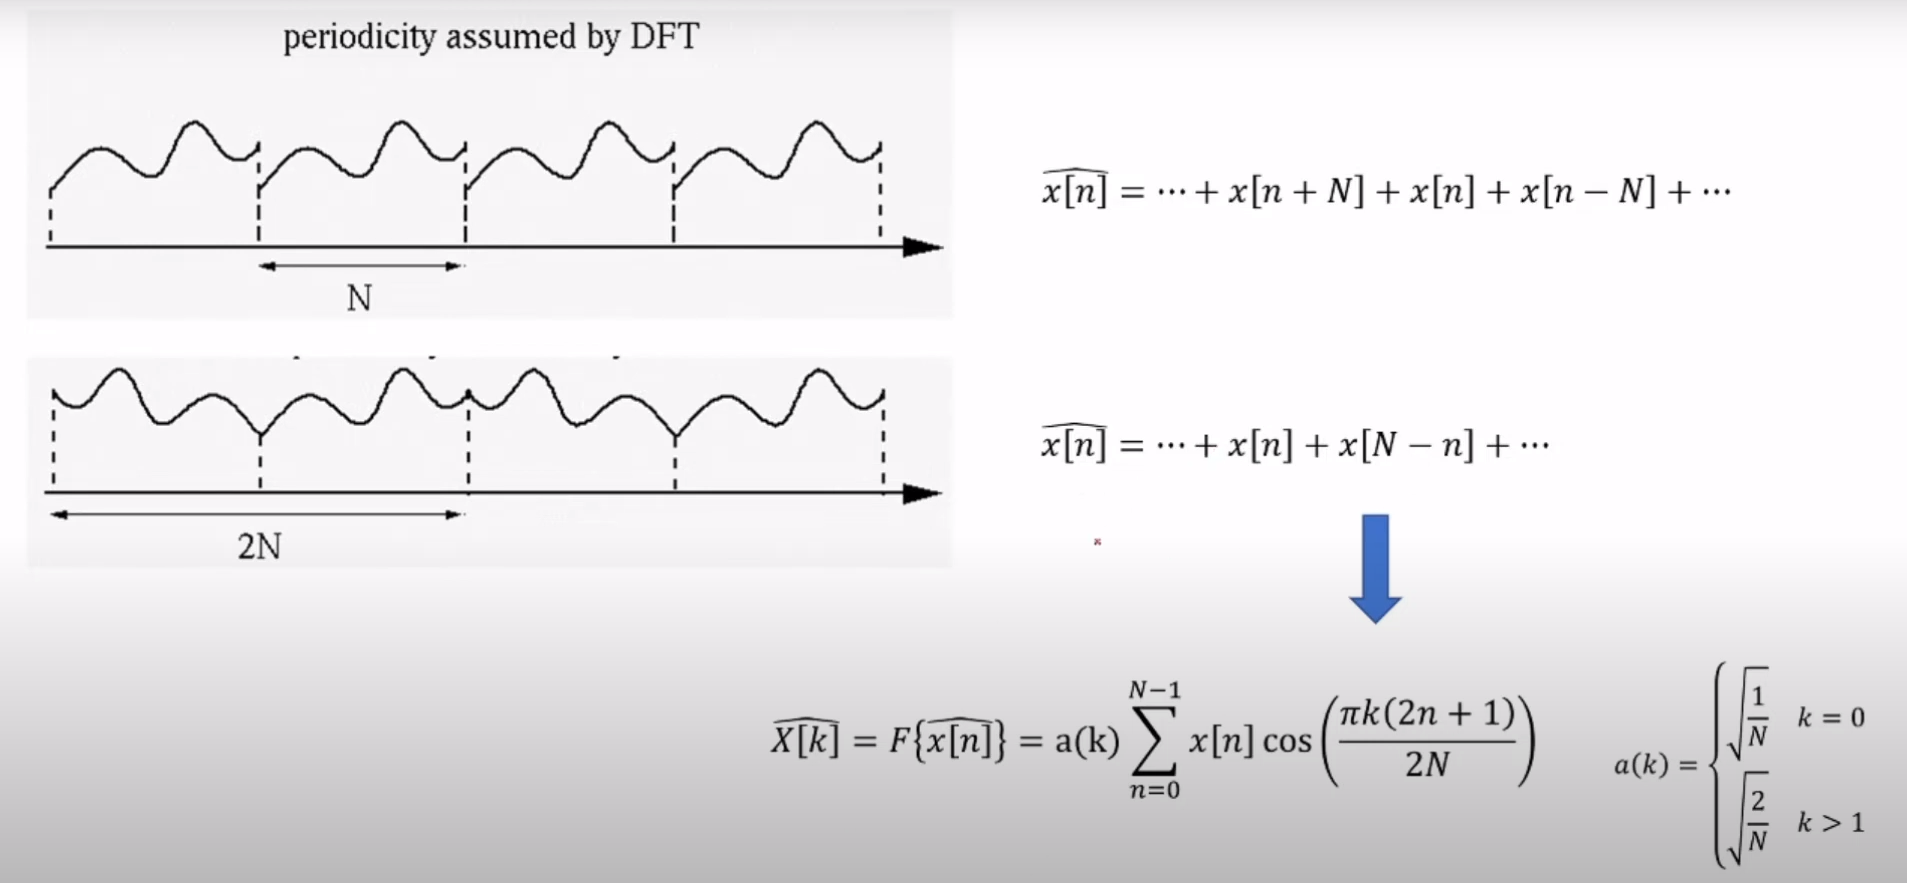 periodicity assumed by DFT
N
x[n] = ⋯ + x[n + N] + x[n] + x[n − N] + ⋯
2N
x[n] = ⋯ + x[n] + x[N − n] + ⋯
X[k] = F{x[n]} = a(k) ∑_{n=0}^{N−1} x[n] cos(πk(2n + 1)/2N)
a(k) = { √(1/N) k = 0
√(2/N) k > 1